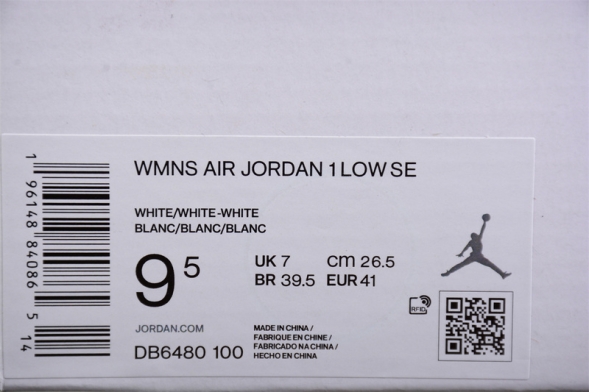 WMNS AIR JORDAN 1 LOW SE
WHITE/WHITE-WHITE
BLANC/BLANC/BLANC
9 5
UK 7 cm 26.5
BR 39.5 EUR 41
RFID
JORDAN.COM
DB6480 100
MADE IN CHINA /
FABRIQUE EN CHINE /
FABRICADO NA CHINA /
HECHO EN CHINA
1 96148 84086 5 14